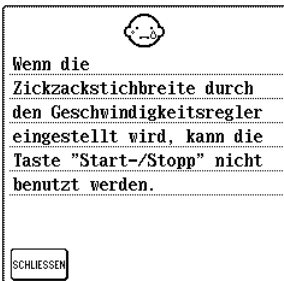 Wenn die
Zickzackstichbreite durch
den Geschwindigkeitsregler
eingestellt wird, kann die
Taste "Start-/Stopp" nicht
benutzt werden.
SCHLIESSEN